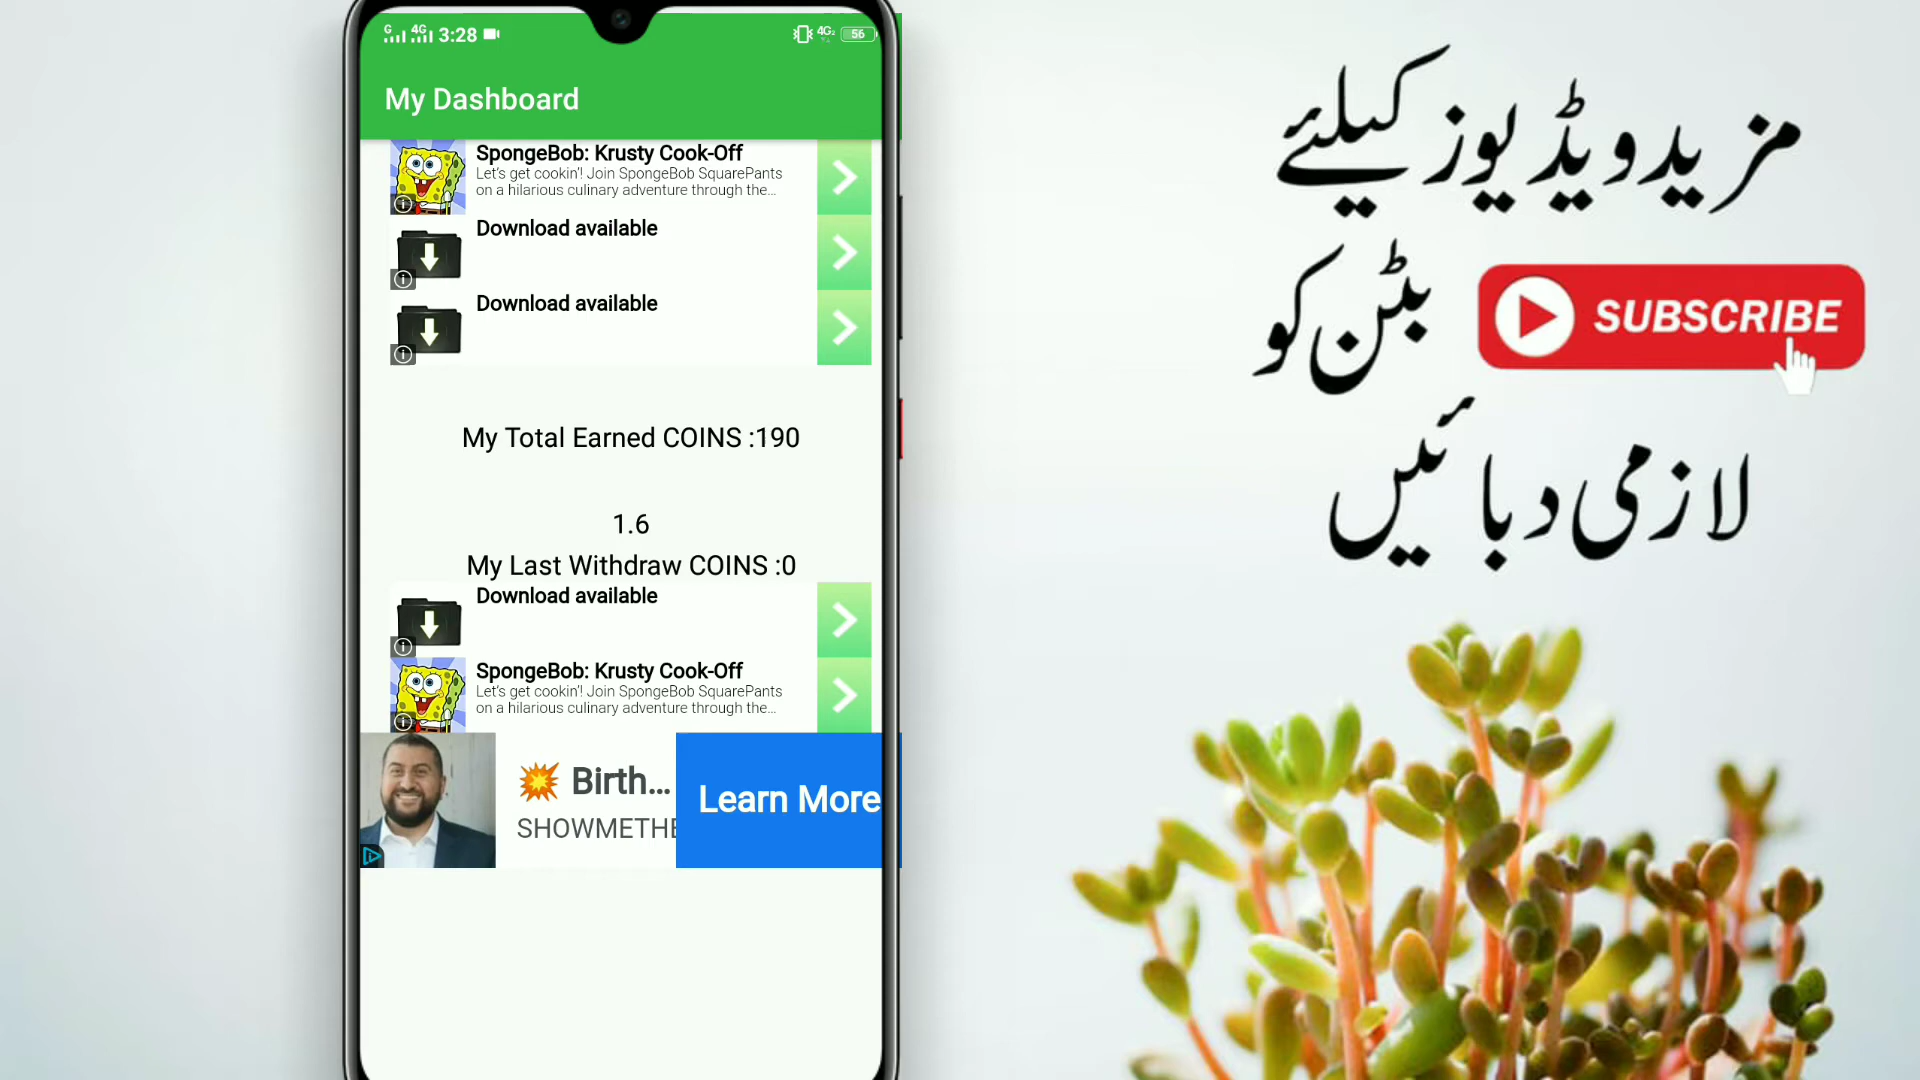 3:28
4G
56
My Dashboard
SpongeBob: Krusty Cook-Off
Let's get cookin'! Join SpongeBob SquarePants
on a hilarious culinary adventure through the...
Download available
Download available
My Total Earned COINS :190
1.6
My Last Withdraw COINS :0
Download available
SpongeBob: Krusty Cook-Off
Let's get cookin'! Join SpongeBob SquarePants
on a hilarious culinary adventure through the...
💥 Birth...
SHOWMETHE
Learn More
مزید ویڈیوز کیلئے
SUBSCRIBE بٹن کو
لازمی دبائیں